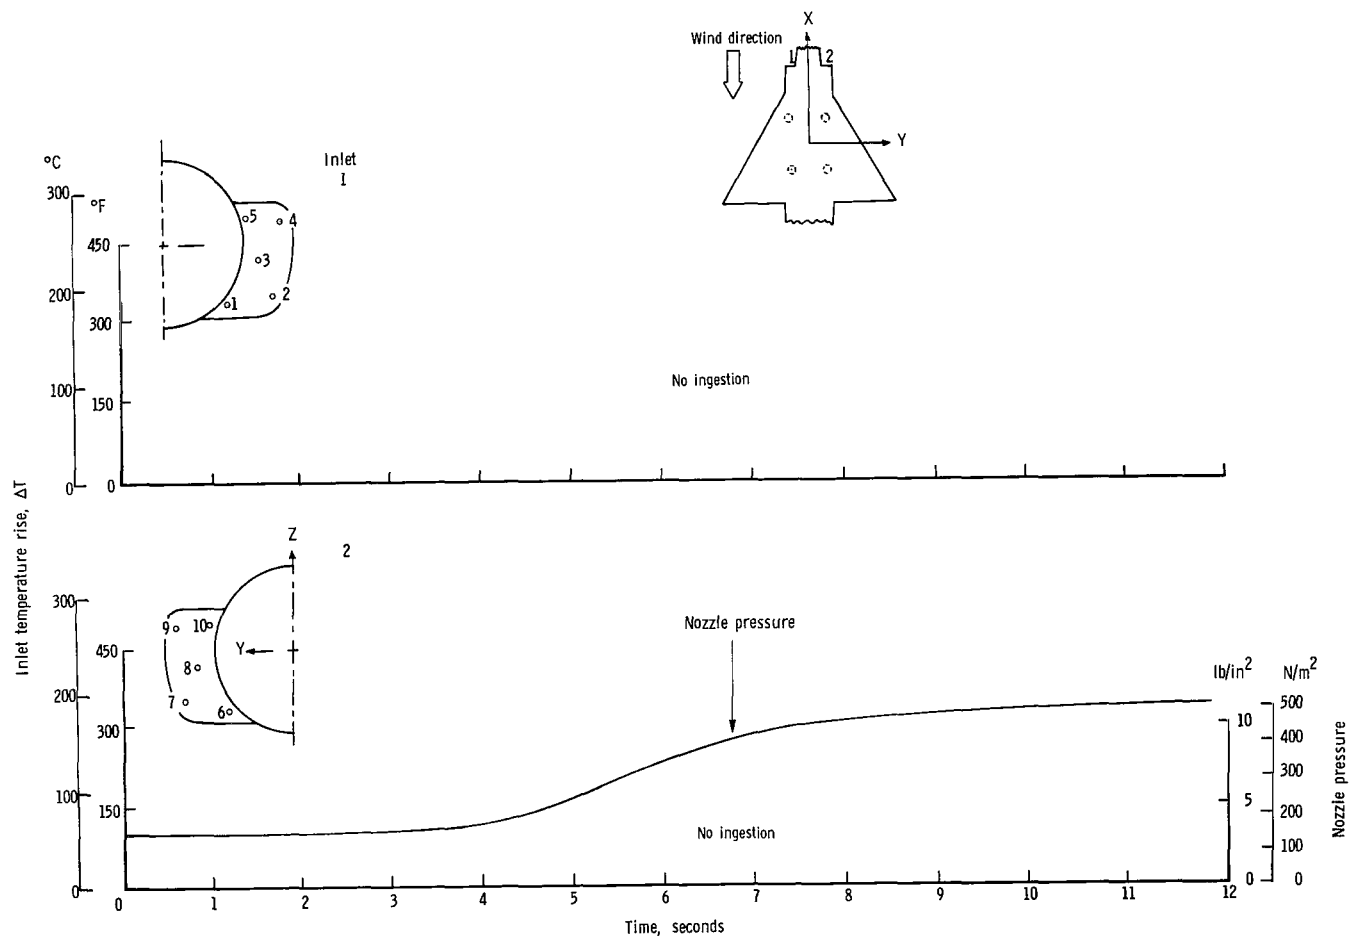 X
Wind direction
1 2
Y
°C
Inlet
1
300
°F
5 4
450
3
200
1 2
300
No ingestion
100
150
0 0
Inlet temperature rise, ΔT
Z
2
300
9 10
Nozzle pressure
450
Y
8
lb/in² N/m²
200
7 6
500
10
300
400
300
100
5
150
200
No ingestion
100
0
0 0
0 1 2 3 4 5 6 7 8 9 10 11 12
Time, seconds
Nozzle pressure